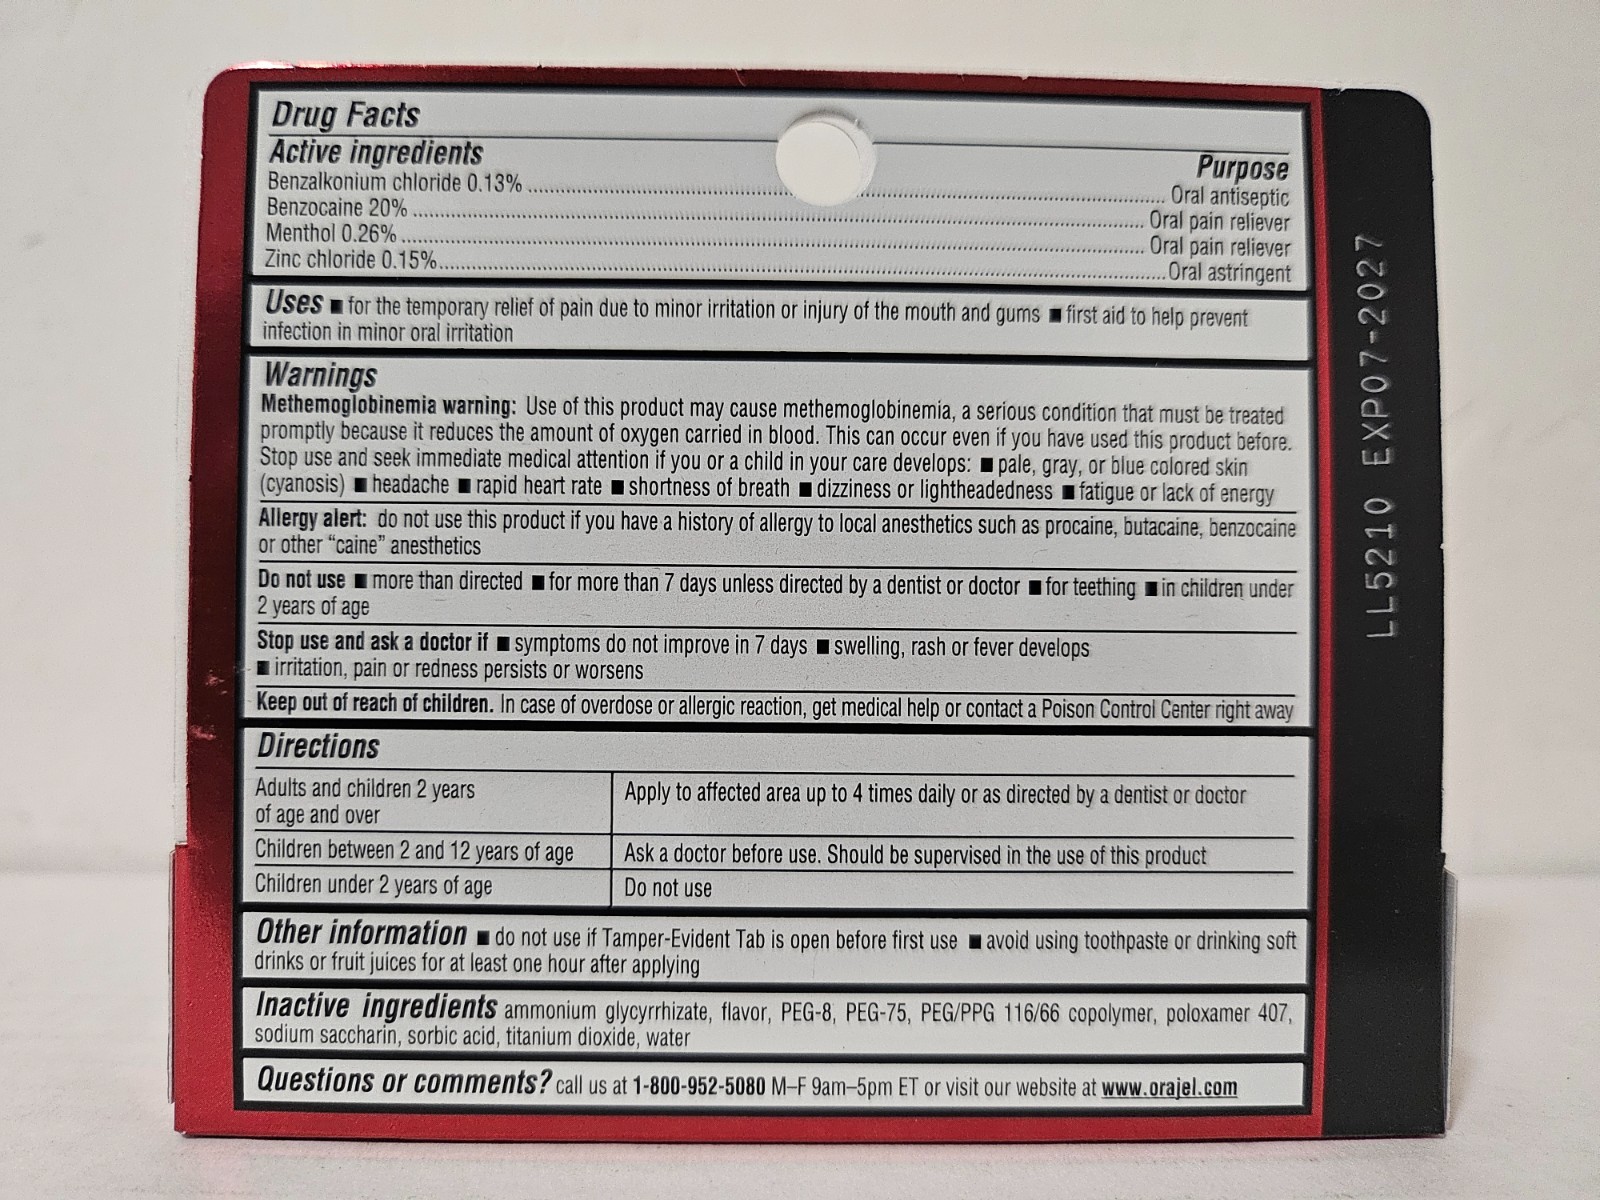 Drug Facts
Active ingredients Purpose
Benzalkonium chloride 0.13% ........ Oral antiseptic
Benzocaine 20% ........ Oral pain reliever
Menthol 0.26% ........ Oral pain reliever
Zinc chloride 0.15% ........ Oral astringent
Uses ■ for the temporary relief of pain due to minor irritation or injury of the mouth and gums ■ first aid to help prevent
infection in minor oral irritation
Warnings
Methemoglobinemia warning: Use of this product may cause methemoglobinemia, a serious condition that must be treated
promptly because it reduces the amount of oxygen carried in blood. This can occur even if you have used this product before.
Stop use and seek immediate medical attention if you or a child in your care develops: ■ pale, gray, or blue colored skin
(cyanosis) ■ headache ■ rapid heart rate ■ shortness of breath ■ dizziness or lightheadedness ■ fatigue or lack of energy
Allergy alert: do not use this product if you have a history of allergy to local anesthetics such as procaine, butacaine, benzocaine
or other “caine” anesthetics
Do not use ■ more than directed ■ for more than 7 days unless directed by a dentist or doctor ■ for teething ■ in children under
2 years of age
Stop use and ask a doctor if ■ symptoms do not improve in 7 days ■ swelling, rash or fever develops
■ irritation, pain or redness persists or worsens
Keep out of reach of children. In case of overdose or allergic reaction, get medical help or contact a Poison Control Center right away
Directions
Adults and children 2 years
of age and over
Apply to affected area up to 4 times daily or as directed by a dentist or doctor
Children between 2 and 12 years of age
Ask a doctor before use. Should be supervised in the use of this product
Children under 2 years of age
Do not use
Other information ■ do not use if Tamper-Evident Tab is open before first use ■ avoid using toothpaste or drinking soft
drinks or fruit juices for at least one hour after applying
Inactive ingredients ammonium glycyrrhizate, flavor, PEG-8, PEG-75, PEG/PPG 116/66 copolymer, poloxamer 407,
sodium saccharin, sorbic acid, titanium dioxide, water
Questions or comments? call us at 1-800-952-5080 M–F 9am–5pm ET or visit our website at www.orajel.com
LL5210 EXP07-2027